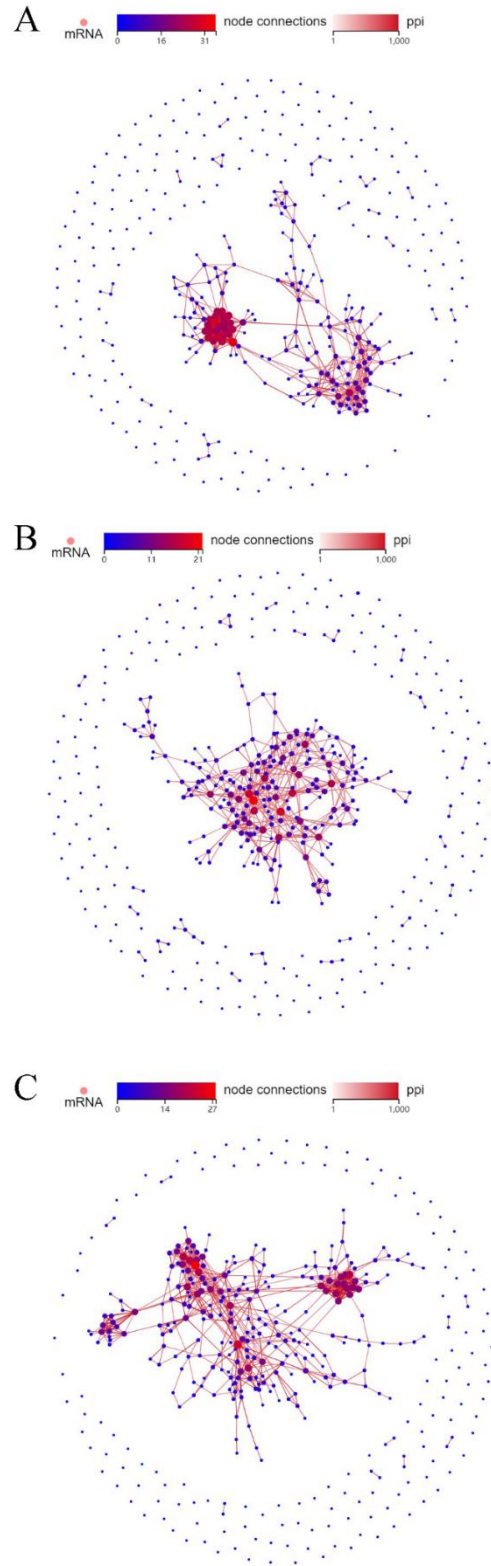 A
mRNA
0 16 31
node connections
1 1,000
ppi
B
mRNA
0 11 21
node connections
1 1,000
ppi
C
mRNA
0 14 27
node connections
1 1,000
ppi